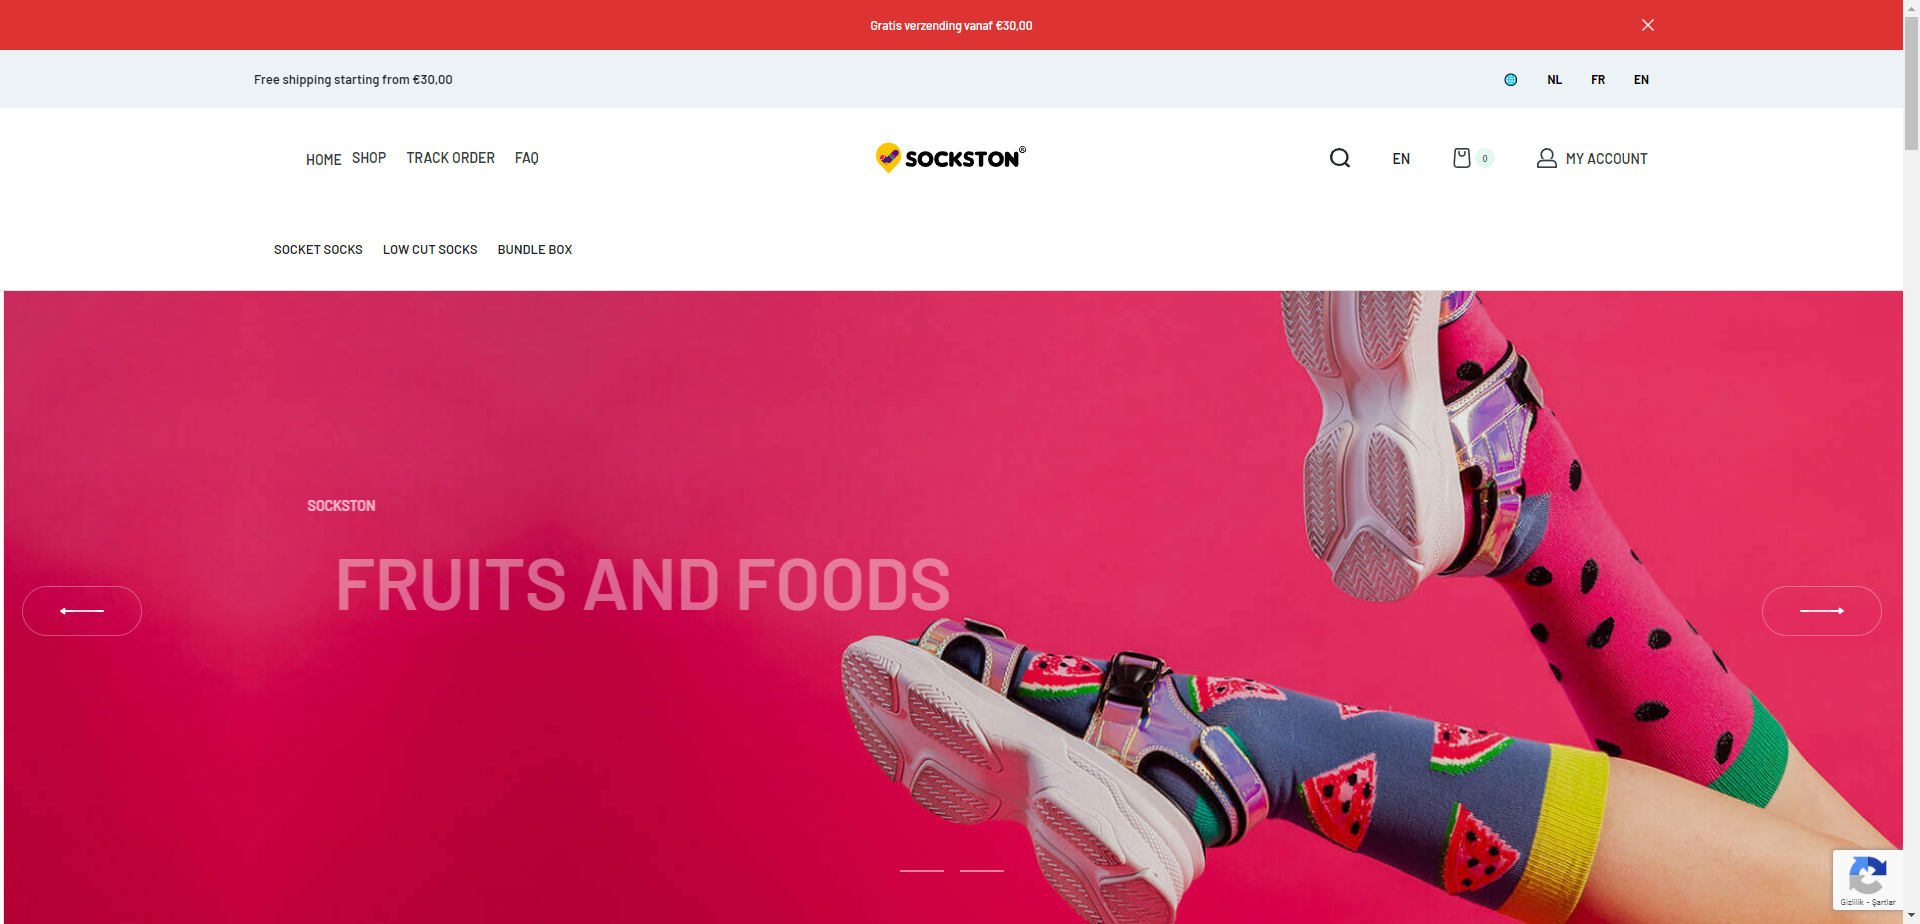 Gratis verzending vanaf €30,00
Free shipping starting from €30,00
NL FR EN
HOME SHOP TRACK ORDER FAQ
SOCKSTON®
EN
0
MY ACCOUNT
SOCKET SOCKS LOW CUT SOCKS BUNDLE BOX
SOCKSTON
FRUITS AND FOODS
Gizlilik - Şartlar